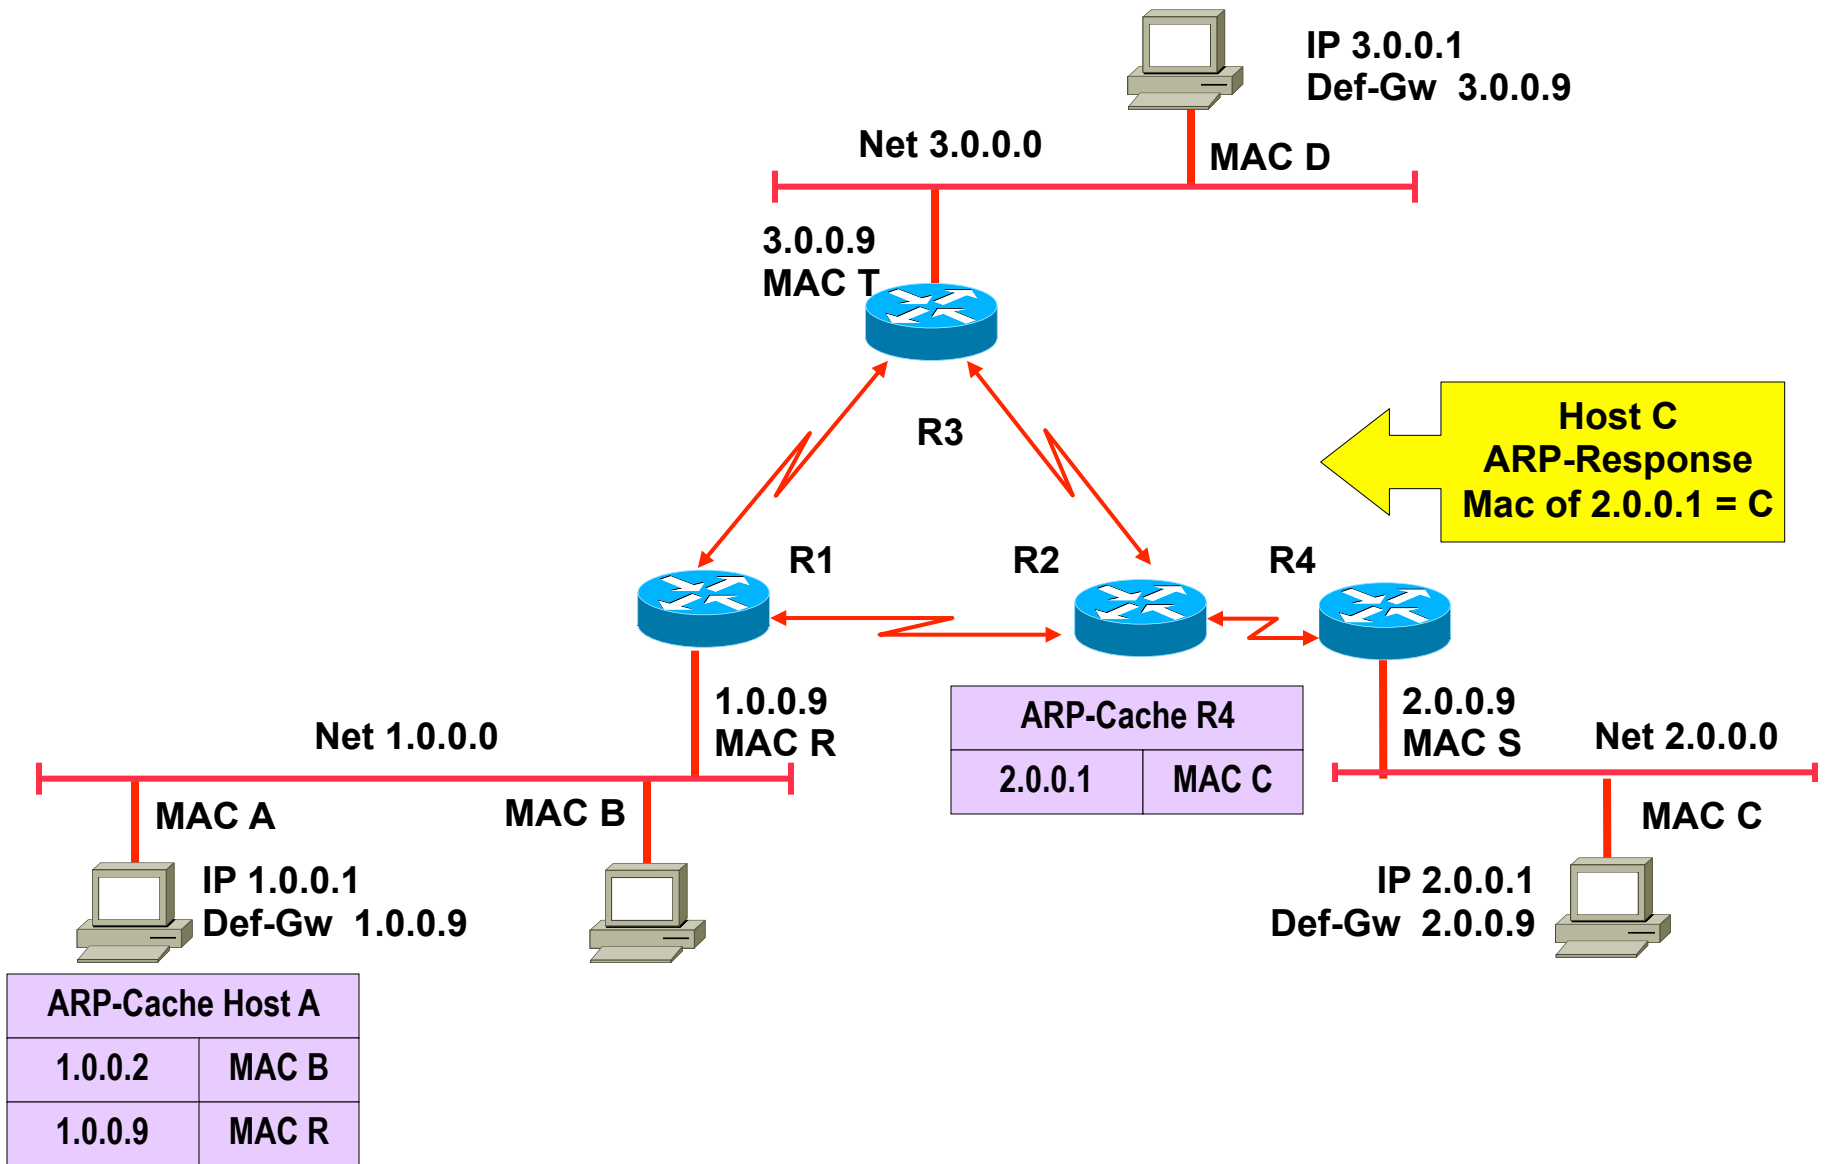 IP 3.0.0.1
Def-Gw 3.0.0.9
Net 3.0.0.0
MAC D
3.0.0.9
MAC T
R3
Host C
ARP-Response
Mac of 2.0.0.1 = C
R1
R2
R4
1.0.0.9
MAC R
Net 1.0.0.0
ARP-Cache R4
2.0.0.1 MAC C
2.0.0.9
MAC S
Net 2.0.0.0
MAC A
MAC B
MAC C
IP 1.0.0.1
Def-Gw 1.0.0.9
IP 2.0.0.1
Def-Gw 2.0.0.9
ARP-Cache Host A
1.0.0.2 MAC B
1.0.0.9 MAC R